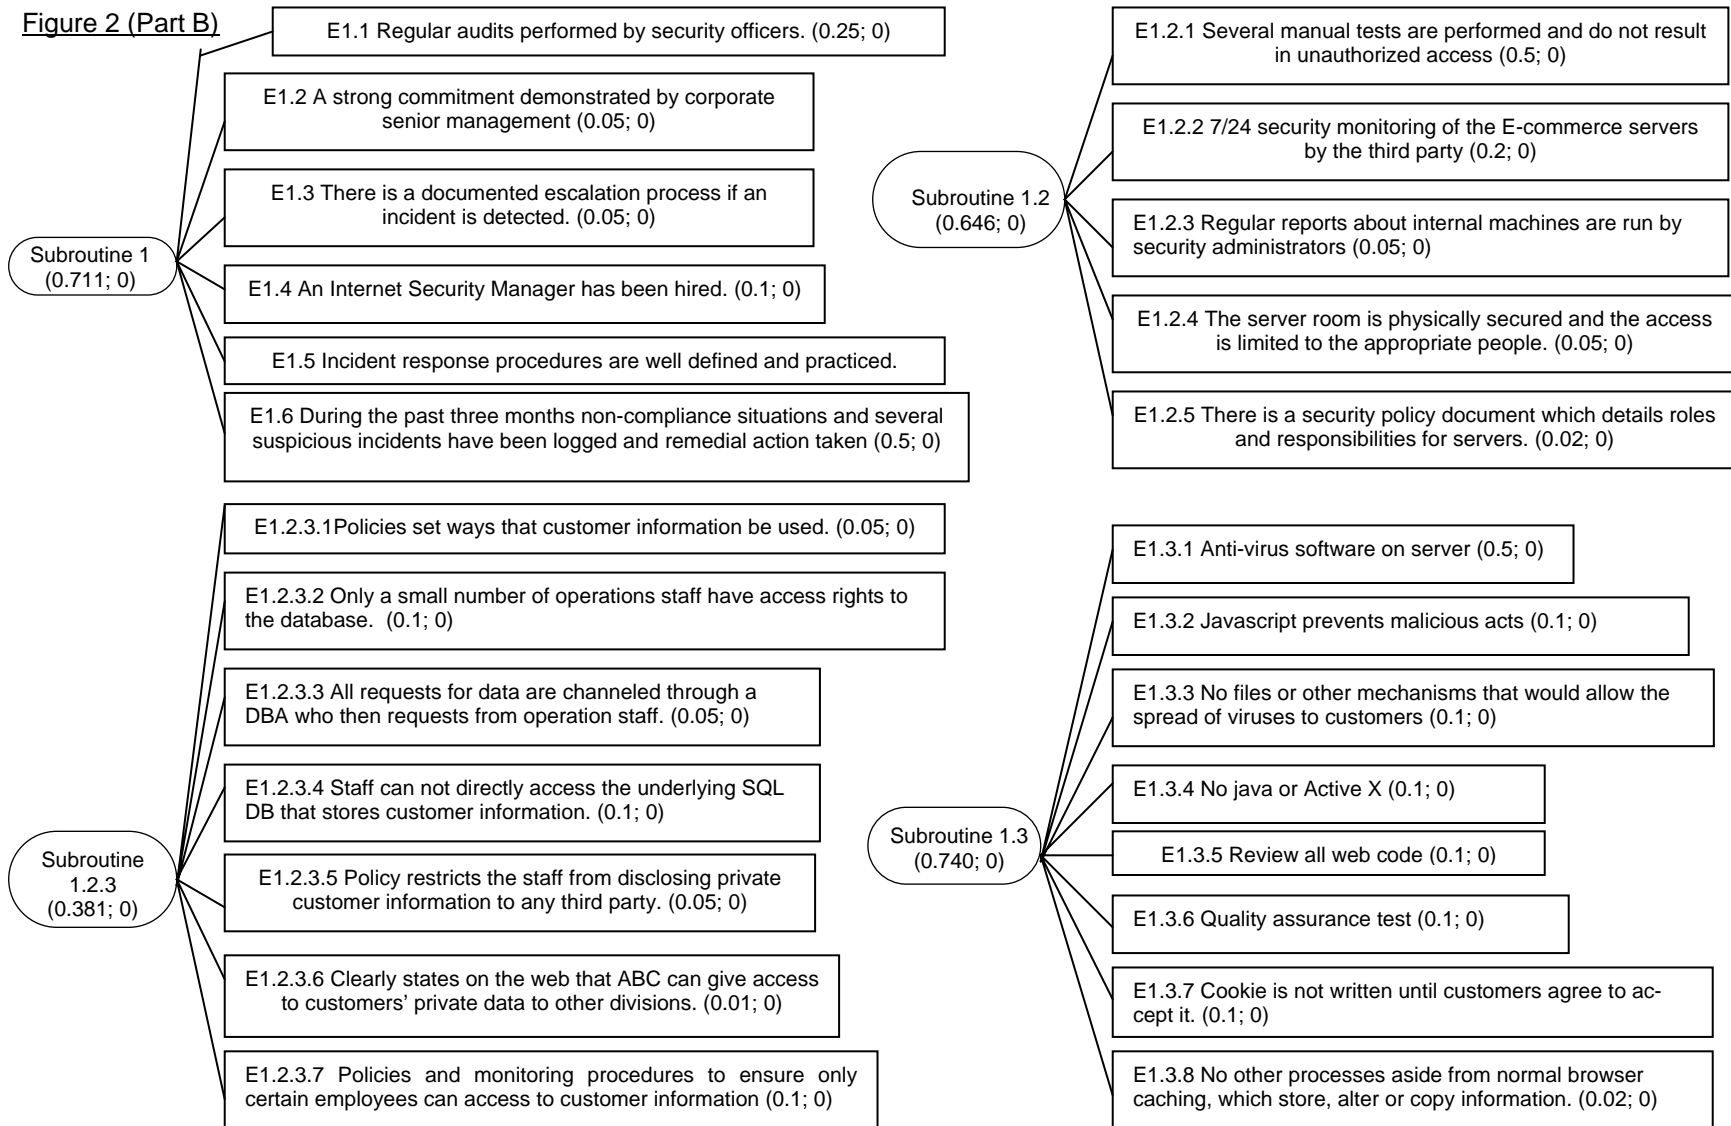 Figure 2 (Part B)
E1.1 Regular audits performed by security officers. (0.25; 0)
E1.2 A strong commitment demonstrated by corporate
senior management (0.05; 0)
E1.3 There is a documented escalation process if an
incident is detected. (0.05; 0)
Subroutine 1
(0.711; 0)
E1.4 An Internet Security Manager has been hired. (0.1; 0)
E1.5 Incident response procedures are well defined and practiced.
E1.6 During the past three months non-compliance situations and several
suspicious incidents have been logged and remedial action taken (0.5; 0)
E1.2.1 Several manual tests are performed and do not result
in unauthorized access (0.5; 0)
E1.2.2 7/24 security monitoring of the E-commerce servers
by the third party (0.2; 0)
Subroutine 1.2
(0.646; 0)
E1.2.3 Regular reports about internal machines are run by
security administrators (0.05; 0)
E1.2.4 The server room is physically secured and the access
is limited to the appropriate people. (0.05; 0)
E1.2.5 There is a security policy document which details roles
and responsibilities for servers. (0.02; 0)
E1.2.3.1Policies set ways that customer information be used. (0.05; 0)
E1.2.3.2 Only a small number of operations staff have access rights to
the database. (0.1; 0)
E1.2.3.3 All requests for data are channeled through a
DBA who then requests from operation staff. (0.05; 0)
E1.2.3.4 Staff can not directly access the underlying SQL
DB that stores customer information. (0.1; 0)
Subroutine
1.2.3
(0.381; 0)
E1.2.3.5 Policy restricts the staff from disclosing private
customer information to any third party. (0.05; 0)
E1.2.3.6 Clearly states on the web that ABC can give access
to customers’ private data to other divisions. (0.01; 0)
E1.2.3.7 Policies and monitoring procedures to ensure only
certain employees can access to customer information (0.1; 0)
E1.3.1 Anti-virus software on server (0.5; 0)
E1.3.2 Javascript prevents malicious acts (0.1; 0)
E1.3.3 No files or other mechanisms that would allow the
spread of viruses to customers (0.1; 0)
E1.3.4 No java or Active X (0.1; 0)
Subroutine 1.3
(0.740; 0)
E1.3.5 Review all web code (0.1; 0)
E1.3.6 Quality assurance test (0.1; 0)
E1.3.7 Cookie is not written until customers agree to ac-
cept it. (0.1; 0)
E1.3.8 No other processes aside from normal browser
caching, which store, alter or copy information. (0.02; 0)